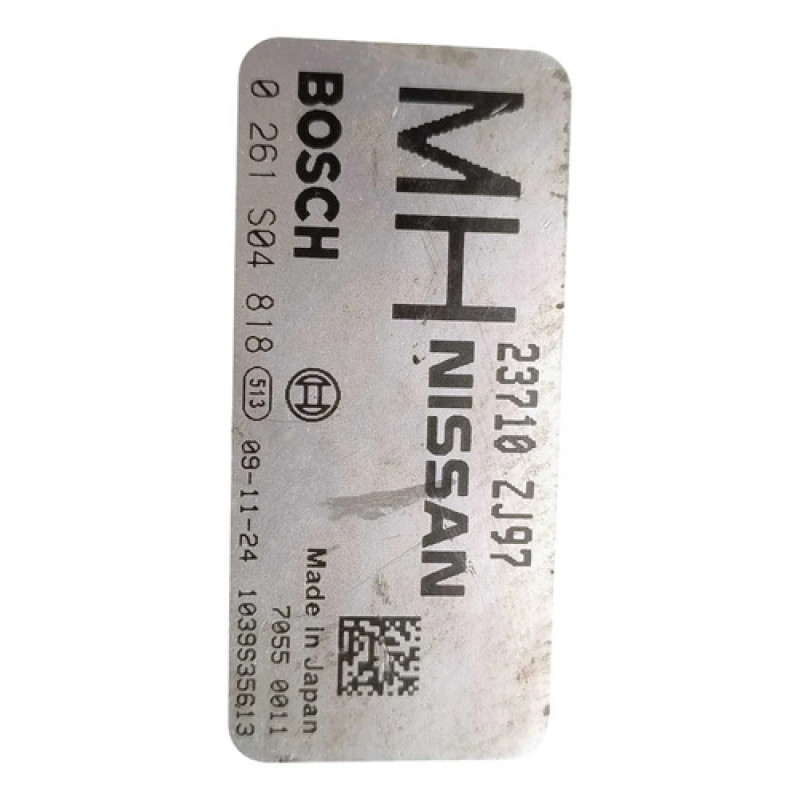 MH
23710 ZJ97
NISSAN
BOSCH
0 261 S04 818 513
09-11-24 1039S35613
Made in Japan
7055 0011